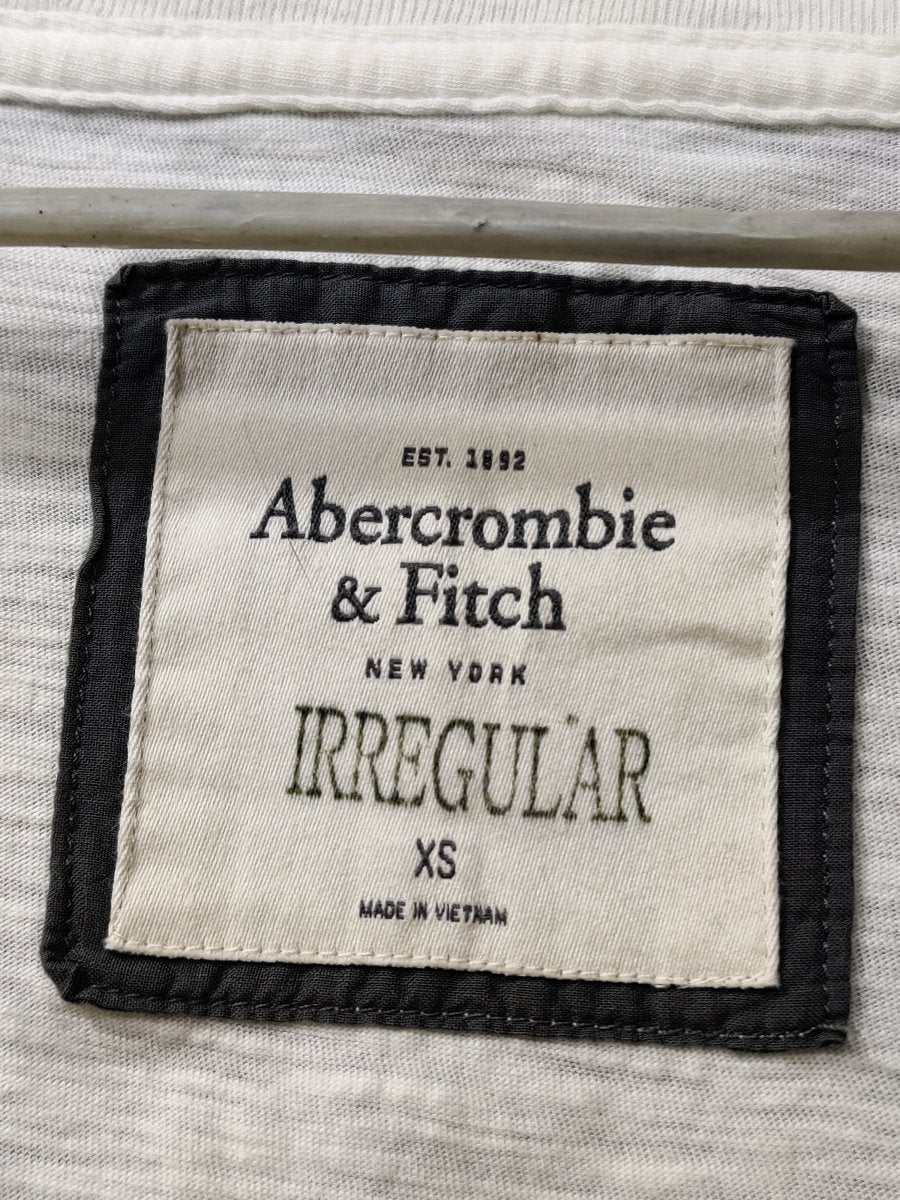 EST. 1892
Abercrombie
& Fitch
NEW YORK
IRREGULAR
XS
MADE IN VIETNAM